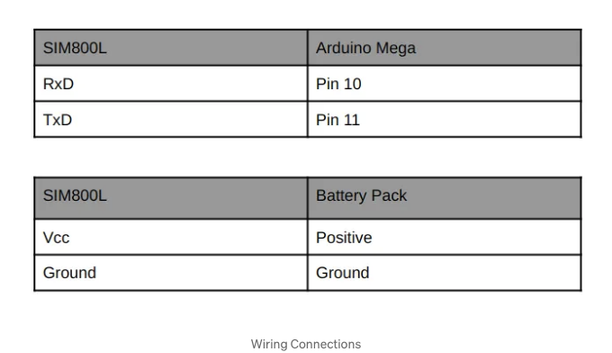 SIM800L Arduino Mega
RxD Pin 10
TxD Pin 11
SIM800L Battery Pack
Vcc Positive
Ground Ground
Wiring Connections